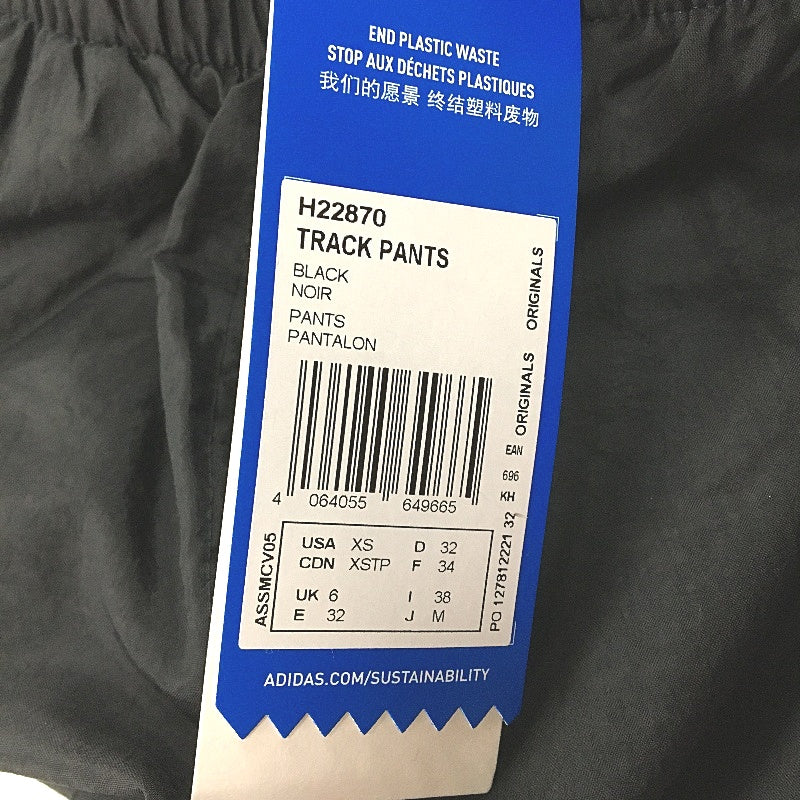 END PLASTIC WASTE
STOP AUX DÉCHETS PLASTIQUES
我们的愿景 终结塑料废物
H22870
TRACK PANTS
BLACK
NOIR
PANTS
PANTALON
ORIGINALS
ORIGINALS
EAN
696
KH
PO 127812221 32
4 064055 649665
ASSMCV05
USA XS D 32
CDN XSTP F 34
UK 6 I 38
E 32 J M
ADIDAS.COM/SUSTAINABILITY